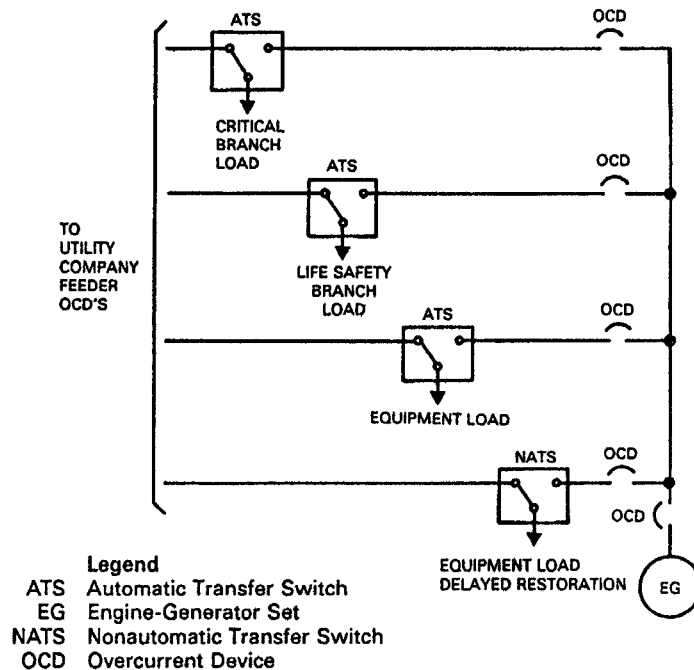 ATS
OCD
CRITICAL
BRANCH
LOAD
ATS
OCD
TO
UTILITY
COMPANY
FEEDER
OCD'S
LIFE SAFETY
BRANCH
LOAD
ATS
OCD
EQUIPMENT LOAD
NATS
OCD
OCD
EQUIPMENT LOAD
DELAYED RESTORATION
EG
Legend
ATS Automatic Transfer Switch
EG Engine-Generator Set
NATS Nonautomatic Transfer Switch
OCD Overcurrent Device